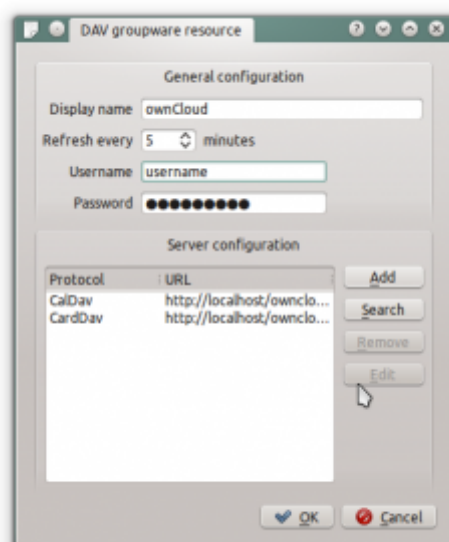 DAV groupware resource
General configuration
Display name ownCloud
Refresh every 5 minutes
Username username
Password ●●●●●●●●●
Server configuration
Protocol URL
CalDav http://localhost/ownclo...
CardDav http://localhost/ownclo...
Add
Search
Remove
Edit
OK Cancel